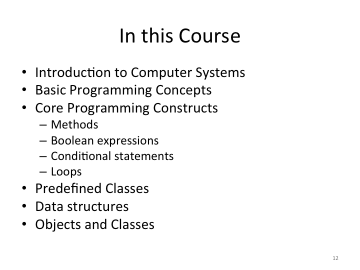 In this Course
• Introduction to Computer Systems
• Basic Programming Concepts
• Core Programming Constructs
– Methods
– Boolean expressions
– Conditional statements
– Loops
• Predefined Classes
• Data structures
• Objects and Classes
12